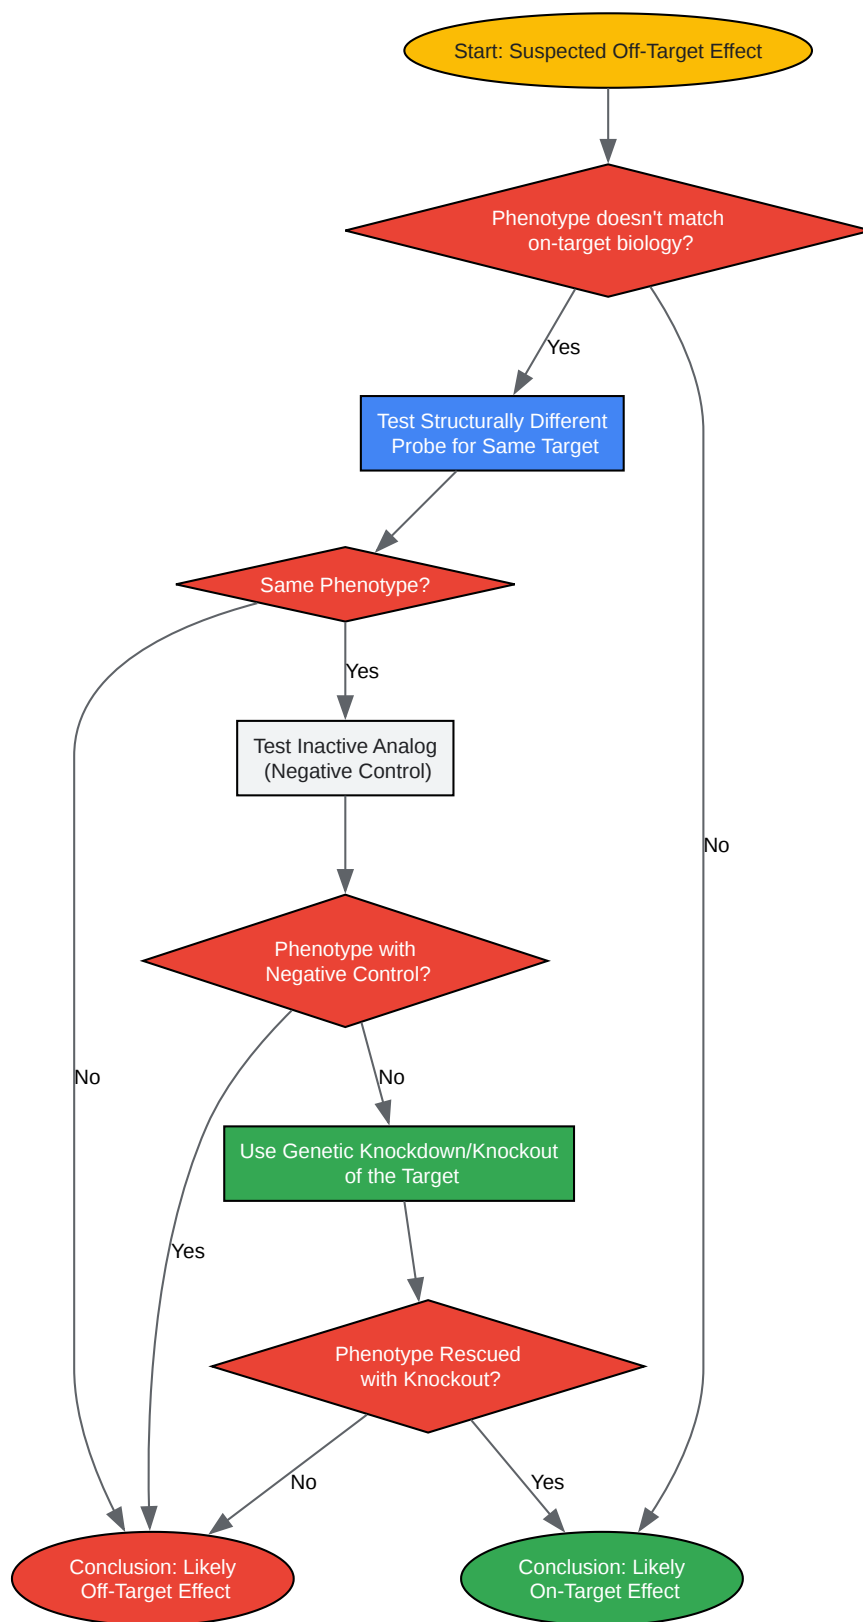 Start: Suspected Off-Target Effect
Phenotype doesn't match
on-target biology?
Yes
Test Structurally Different
Probe for Same Target
Same Phenotype?
Yes
Test Inactive Analog
(Negative Control)
No
Phenotype with
Negative Control?
No
No
Use Genetic Knockdown/Knockout
of the Target
Yes
Phenotype Rescued
with Knockout?
No
Yes
Conclusion: Likely
Off-Target Effect
Conclusion: Likely
On-Target Effect